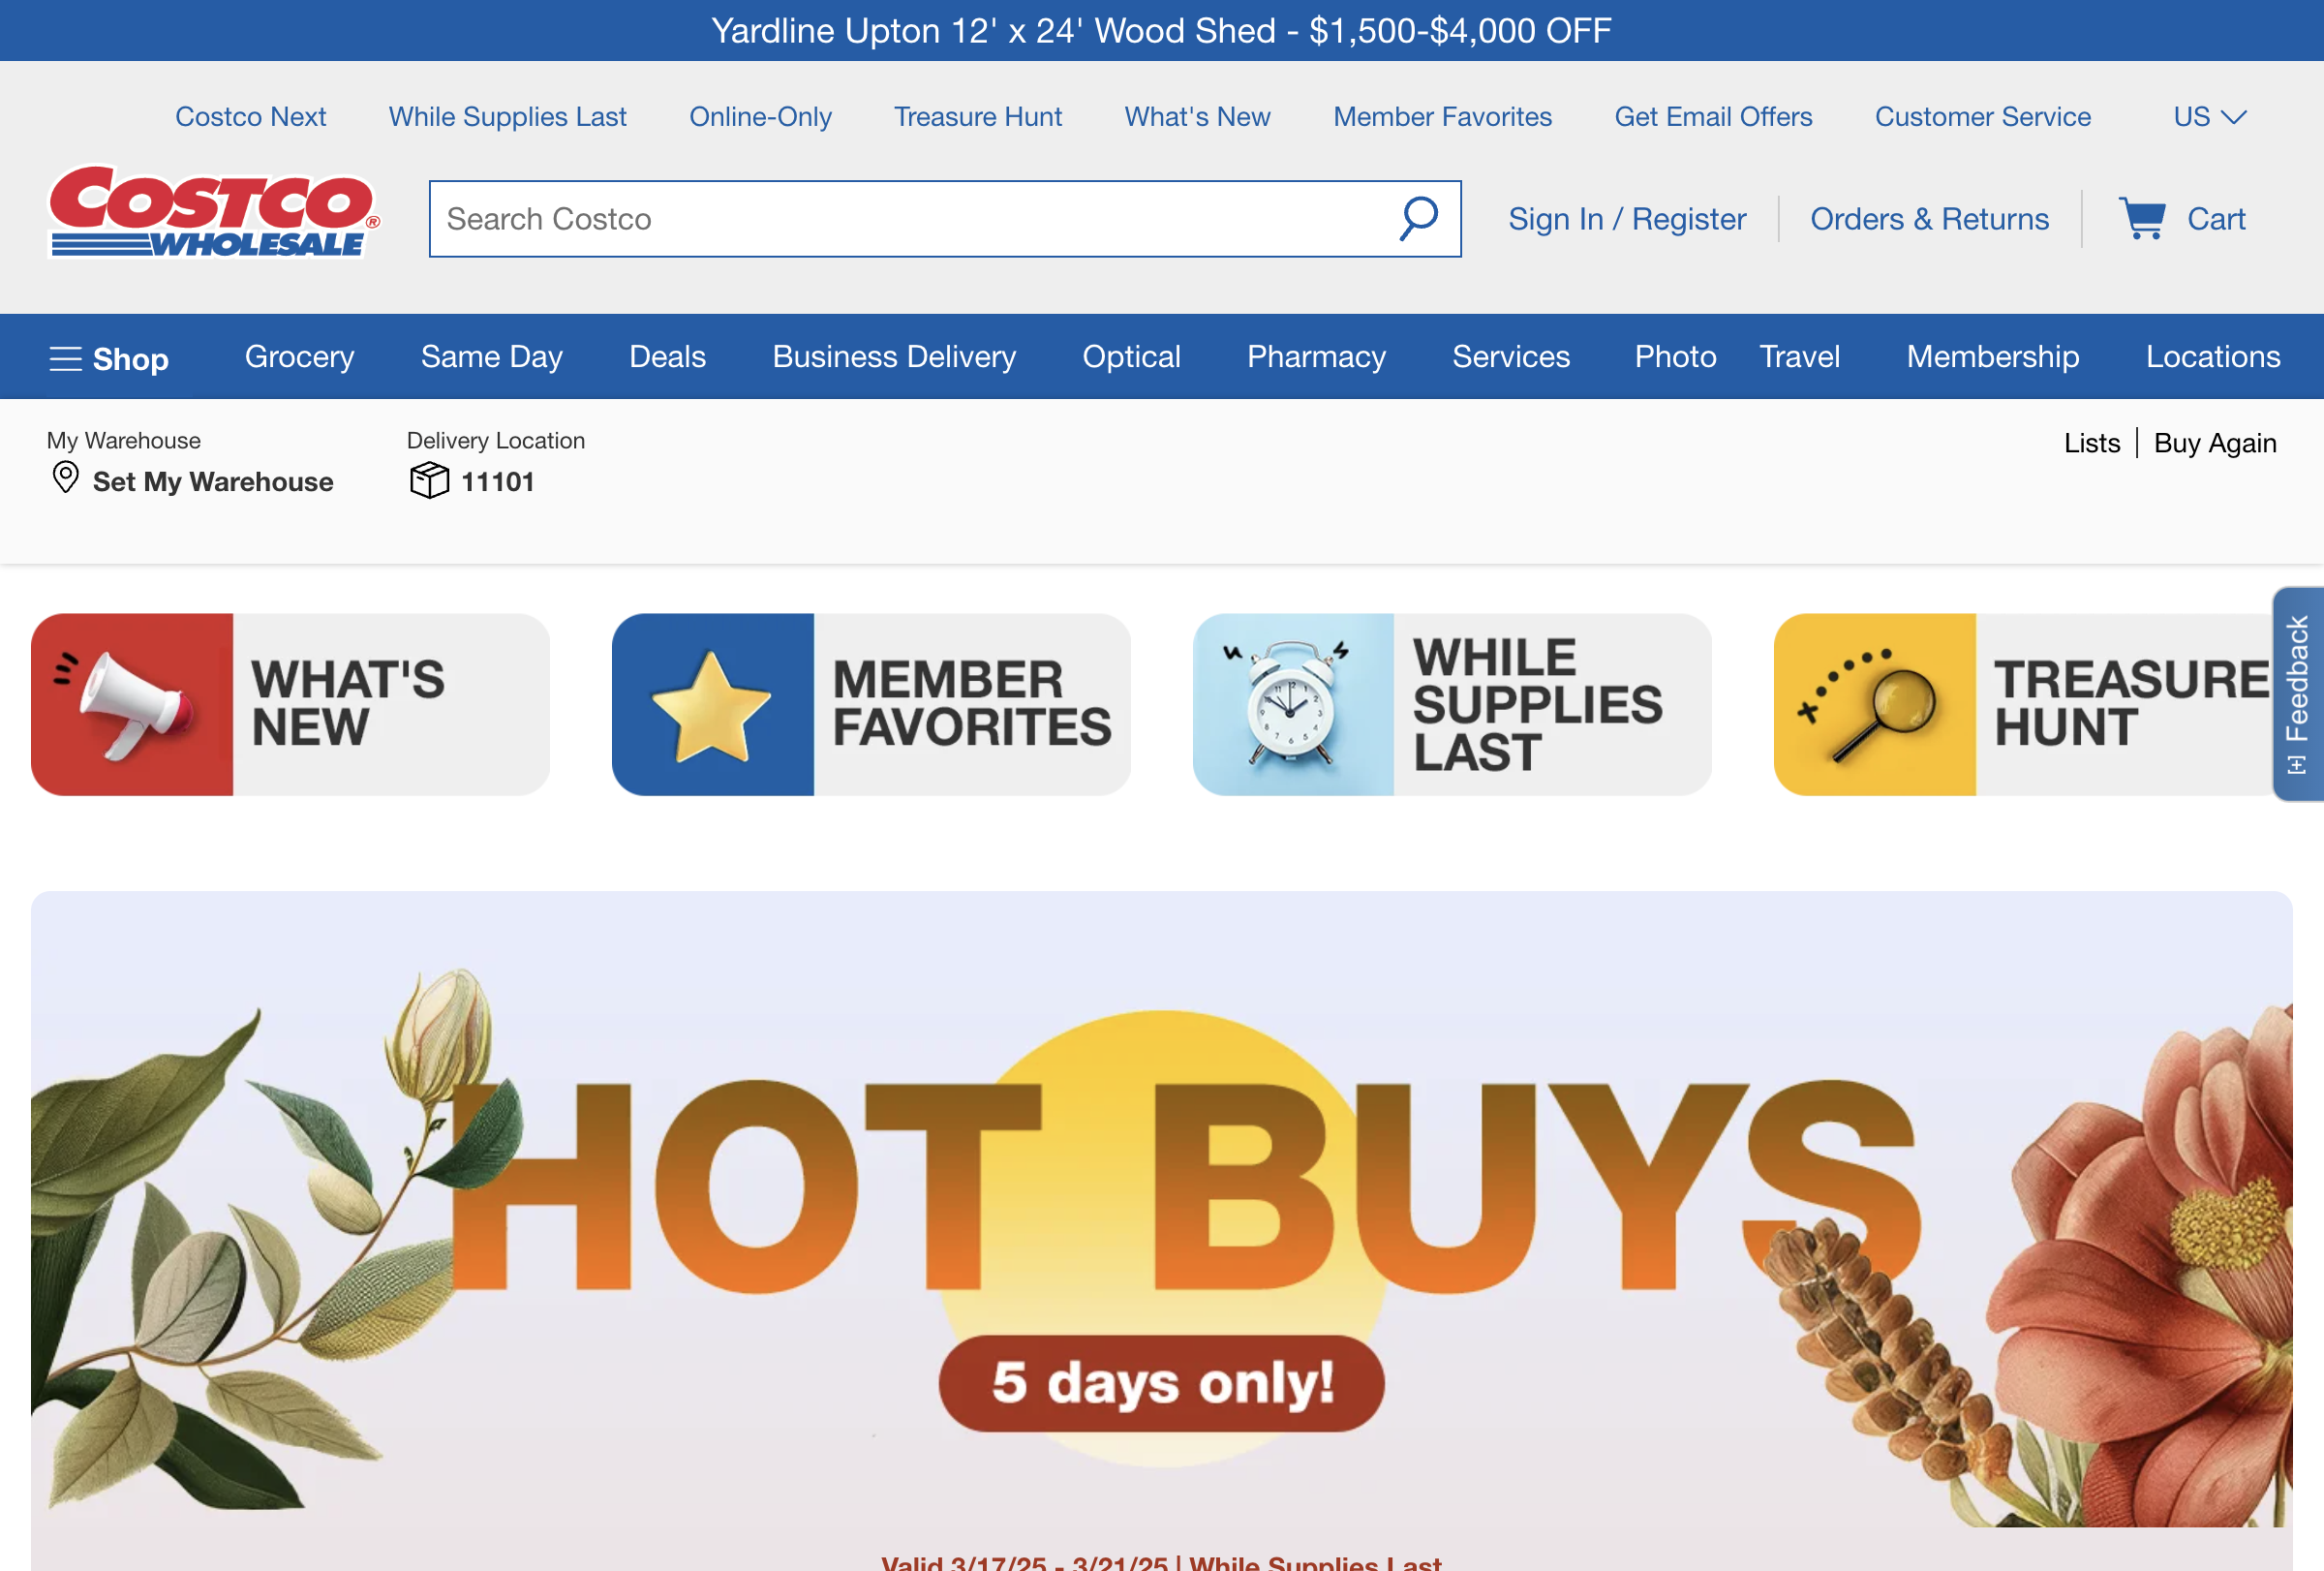 Yardline Upton 12' x 24' Wood Shed - $1,500-$4,000 OFF
Costco Next While Supplies Last Online-Only Treasure Hunt What's New Member Favorites Get Email Offers Customer Service US
COSTCO®
WHOLESALE
Search Costco
Sign In / Register Orders & Returns Cart
Shop Grocery Same Day Deals Business Delivery Optical Pharmacy Services Photo Travel Membership Locations
My Warehouse
Set My Warehouse
Delivery Location
11101
Lists | Buy Again
WHAT'S
NEW
MEMBER
FAVORITES
WHILE
SUPPLIES
LAST
TREASURE
HUNT
[+] Feedback
HOT BUYS
5 days only!
Valid 3/17/25 - 3/21/25 | While Supplies Last